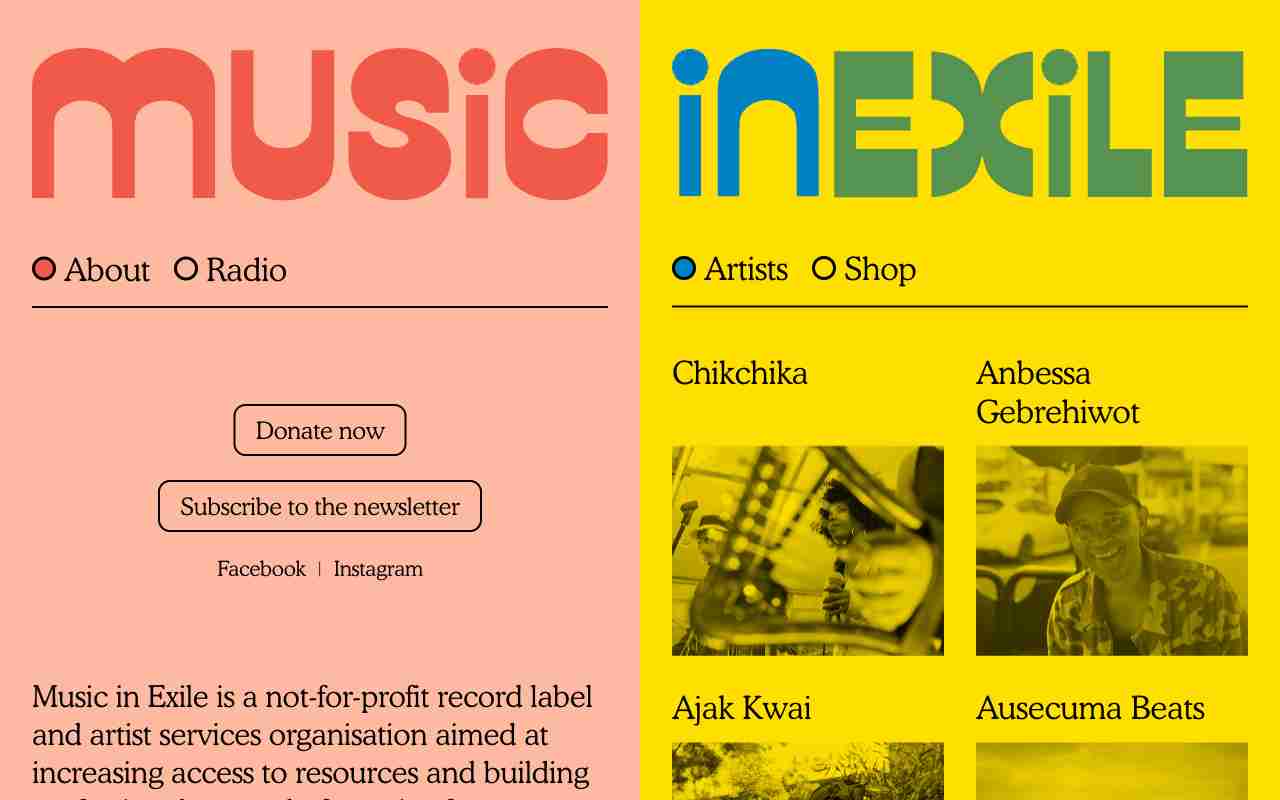 music
inEXiLE
About
Radio
Artists
Shop
Donate now
Subscribe to the newsletter
Facebook | Instagram
Music in Exile is a not-for-profit record label
and artist services organisation aimed at
increasing access to resources and building
Chikchika
Anbessa
Gebrehiwot
Ajak Kwai
Ausecuma Beats